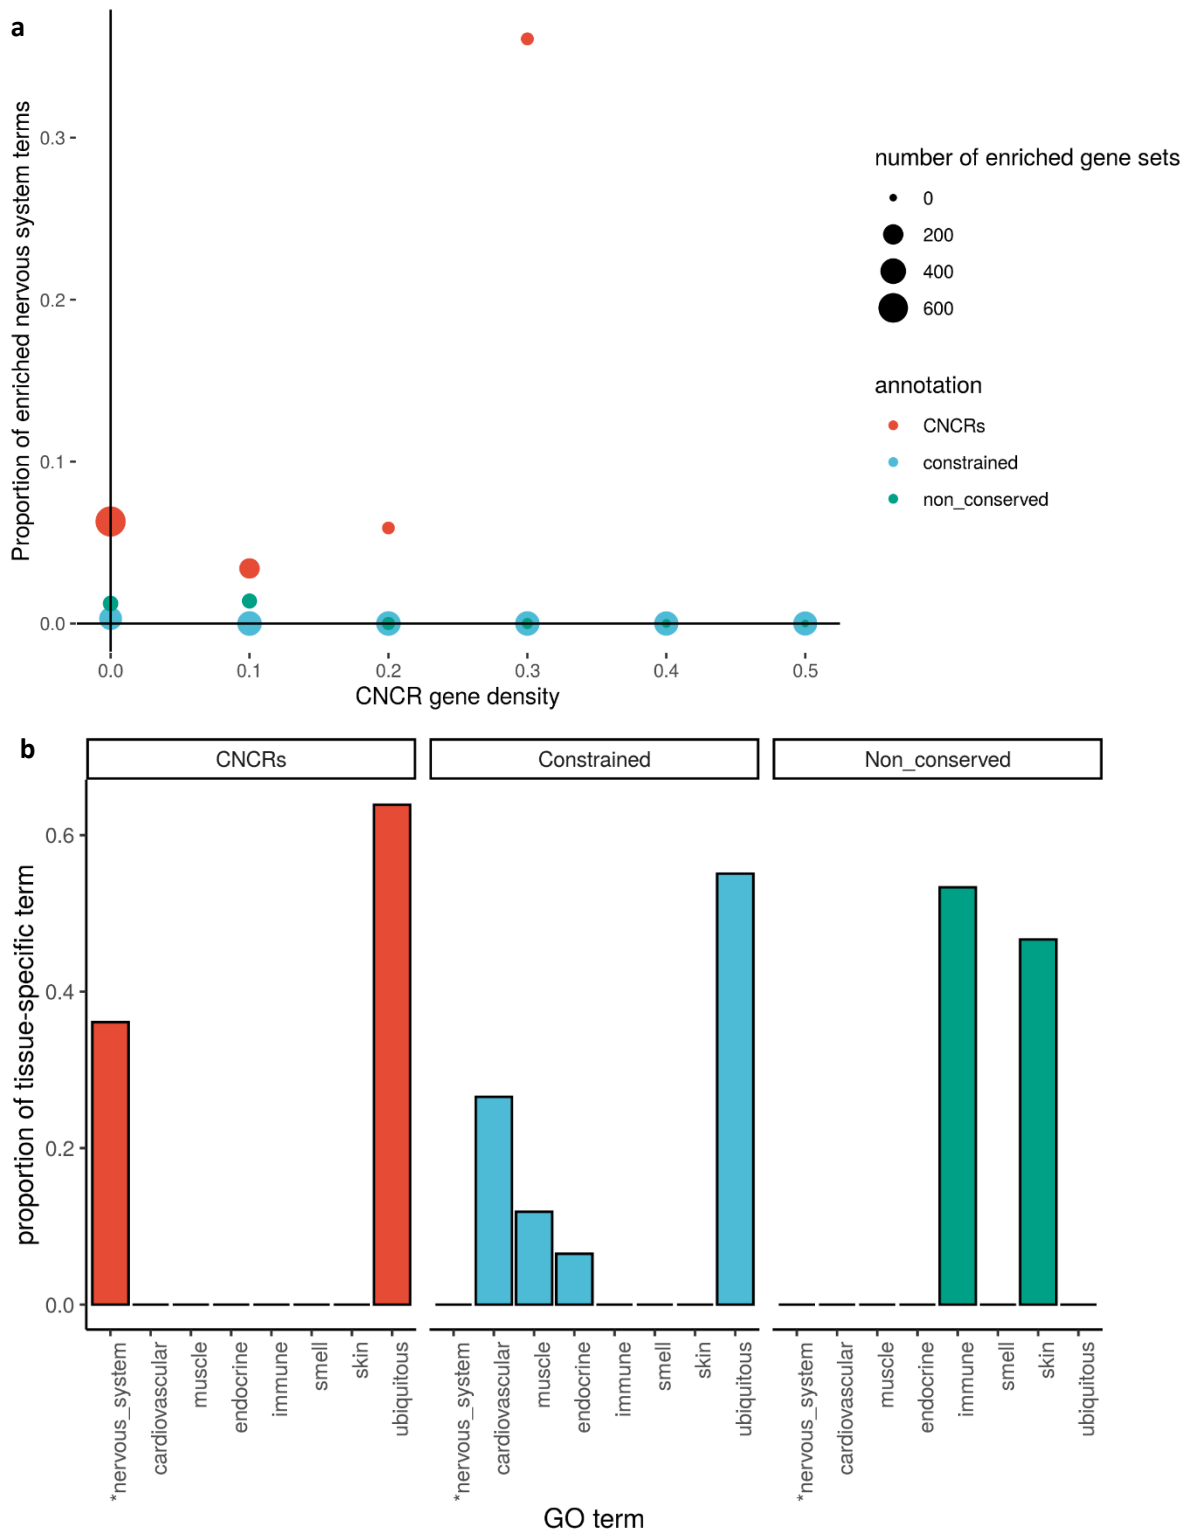 a
Proportion of enriched nervous system terms
0.3
0.2
0.1
0.0
0.0 0.1 0.2 0.3 0.4 0.5
CNCR gene density
number of enriched gene sets
0
200
400
600
annotation
CNCRs
constrained
non_conserved
b
CNCRs Constrained Non_conserved
proportion of tissue-specific term
0.6
0.4
0.2
0.0
*nervous_system cardiovascular muscle endocrine immune smell skin ubiquitous
*nervous_system cardiovascular muscle endocrine immune smell skin ubiquitous
*nervous_system cardiovascular muscle endocrine immune smell skin ubiquitous
GO term